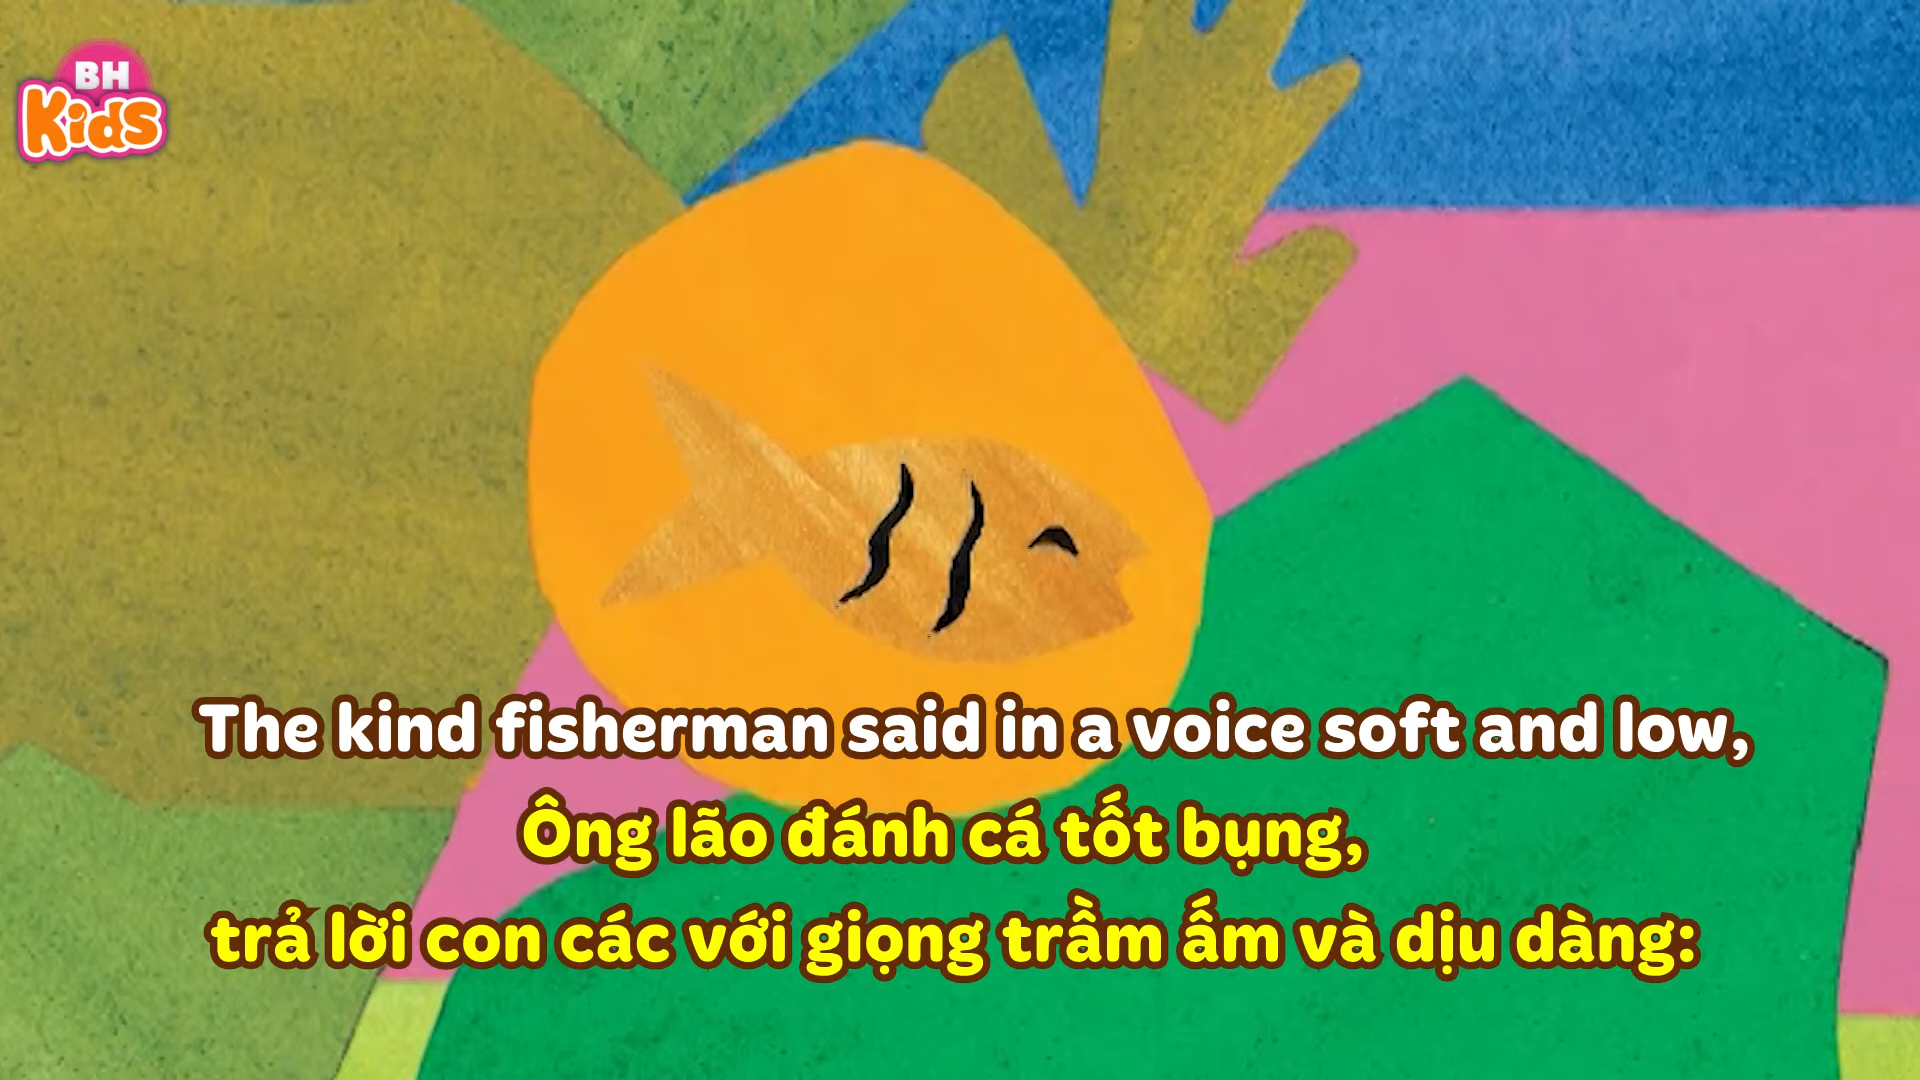 BH
Kids
The kind fisherman said in a voice soft and low,
Ông lão đánh cá tốt bụng,
trả lời con các với giọng trầm ấm và dịu dàng: